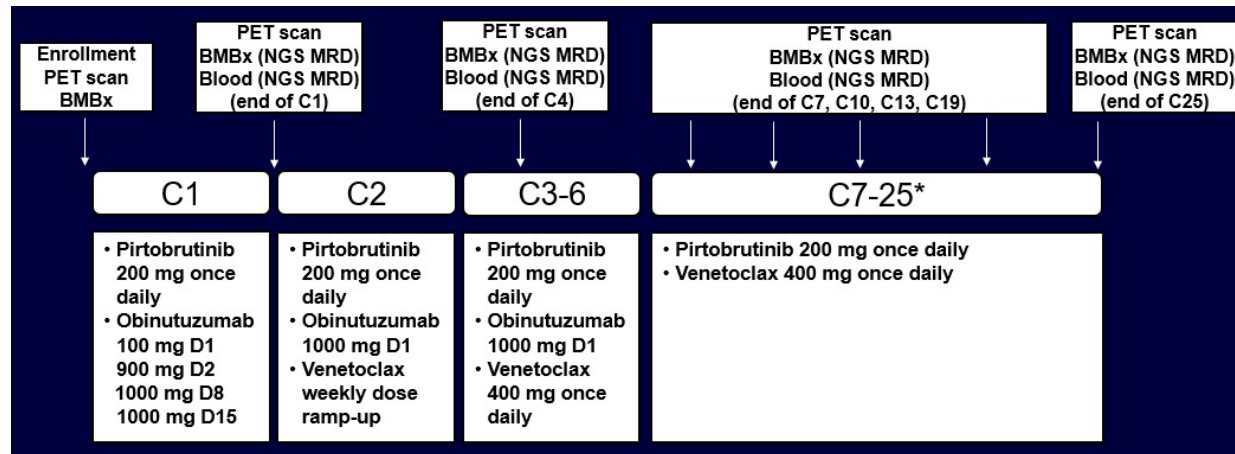 Enrollment
PET scan
BMBx
PET scan
BMBx (NGS MRD)
Blood (NGS MRD)
(end of C1)
PET scan
BMBx (NGS MRD)
Blood (NGS MRD)
(end of C4)
PET scan
BMBx (NGS MRD)
Blood (NGS MRD)
(end of C7, C10, C13, C19)
PET scan
BMBx (NGS MRD)
Blood (NGS MRD)
(end of C25)
C1
C2
C3-6
C7-25*
• Pirtobrutinib
200 mg once
daily
• Obinutuzumab
100 mg D1
900 mg D2
1000 mg D8
1000 mg D15
• Pirtobrutinib
200 mg once
daily
• Obinutuzumab
1000 mg D1
• Venetoclax
weekly dose
ramp-up
• Pirtobrutinib
200 mg once
daily
• Obinutuzumab
1000 mg D1
• Venetoclax
400 mg once
daily
• Pirtobrutinib 200 mg once daily
• Venetoclax 400 mg once daily